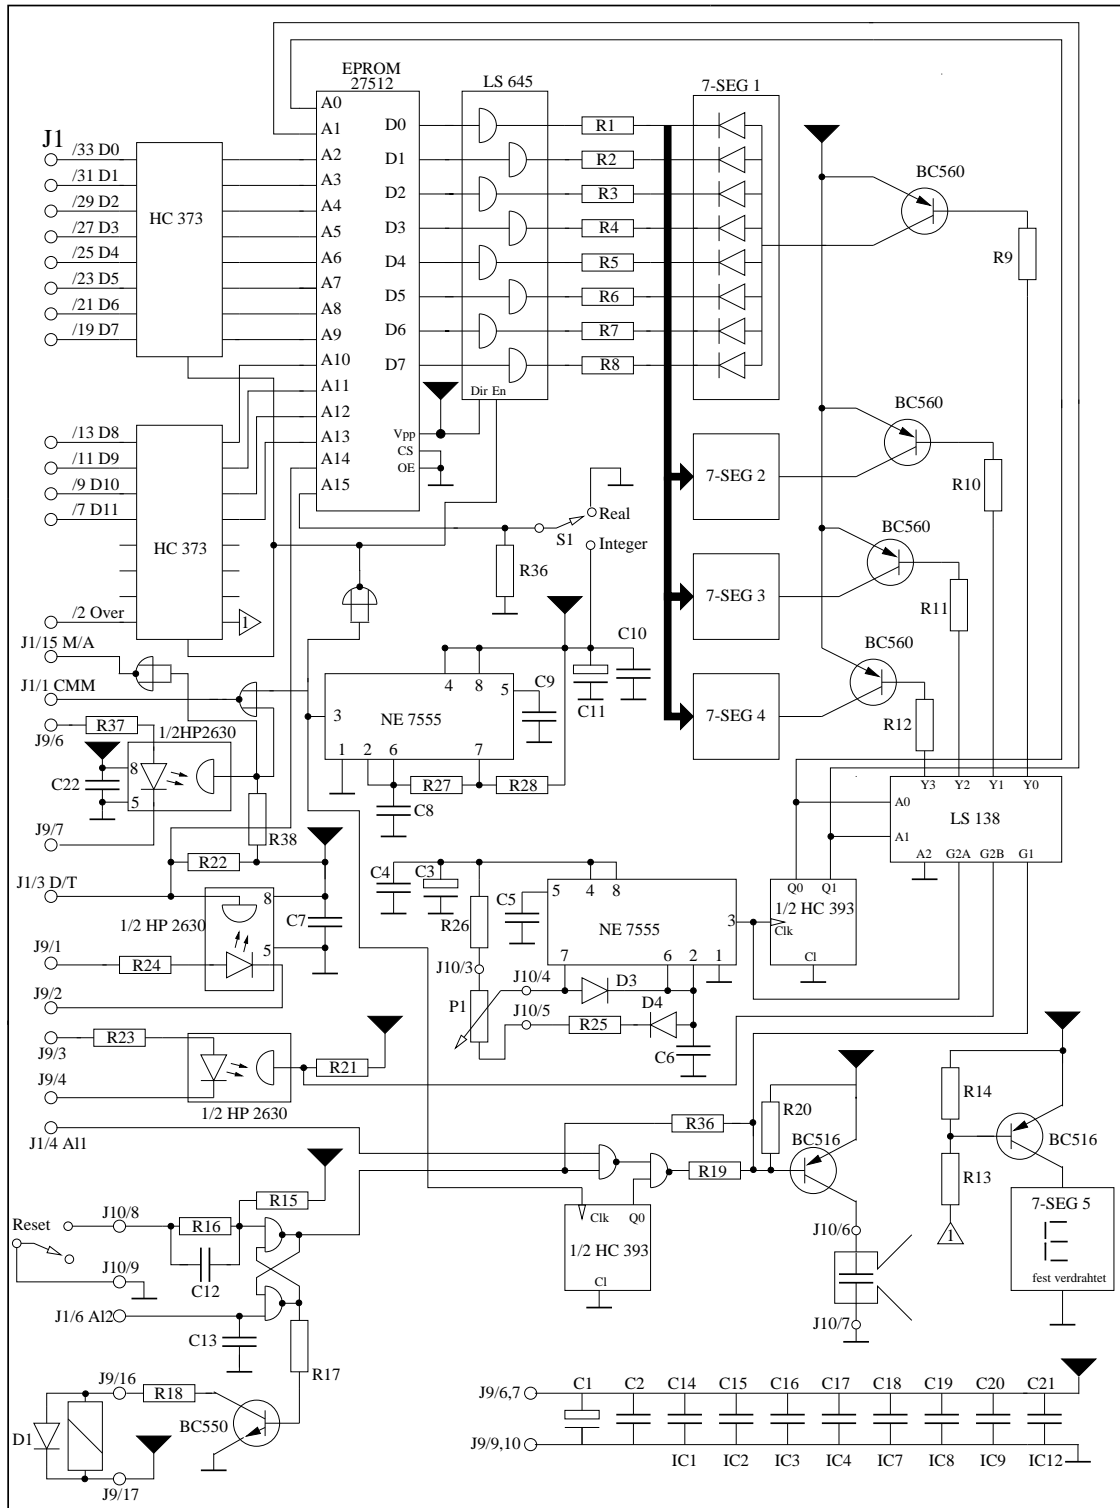 EPROM
27512
LS 645
7-SEG 1
J1
/33 D0
/31 D1
/29 D2
/27 D3
/25 D4
/23 D5
/21 D6
/19 D7
HC 373
A0
A1
A2
A3
A4
A5
A6
A7
A8
A9
A10
A11
A12
A13
A14
A15
D0
D1
D2
D3
D4
D5
D6
D7
Vpp
CS
OE
Dir En
R1
R2
R3
R4
R5
R6
R7
R8
BC560
R9
/13 D8
/11 D9
/9 D10
/7 D11
HC 373
/2 Over
1
7-SEG 2
BC560
R10
7-SEG 3
BC560
R11
7-SEG 4
BC560
R12
Real
S1
Integer
R36
J1/15 M/A
J1/1 CMM
J9/6
R37
1/2HP2630
8
5
C22
J9/7
R38
4
8
5
NE 7555
3
1
2
6
7
C9
C10
C11
R27
R28
C8
Y3
Y2
Y1
Y0
A0
A1
LS 138
A2
G2A
G2B
G1
R22
J1/3 D/T
8
1/2 HP 2630
5
C7
J9/1
R24
J9/2
C4
C3
R26
C5
5
4
8
NE 7555
3
7
6
2
1
Q0
Q1
1/2 HC 393
Clk
Cl
J10/3
J10/4
P1
J10/5
D3
D4
R25
C6
J9/3
R23
J9/4
R21
1/2 HP 2630
J1/4 Al1
R36
R20
BC516
R19
R14
BC516
R13
1
7-SEG 5
fest verdrahtet
Clk
Q0
1/2 HC 393
Cl
J10/6
J10/7
R15
Reset
J10/8
R16
J10/9
C12
J1/6 Al2
C13
R17
J9/16
R18
BC550
D1
J9/17
J9/6,7
C1
C2
C14
C15
C16
C17
C18
C19
C20
C21
J9/9,10
IC1
IC2
IC3
IC4
IC7
IC8
IC9
IC12